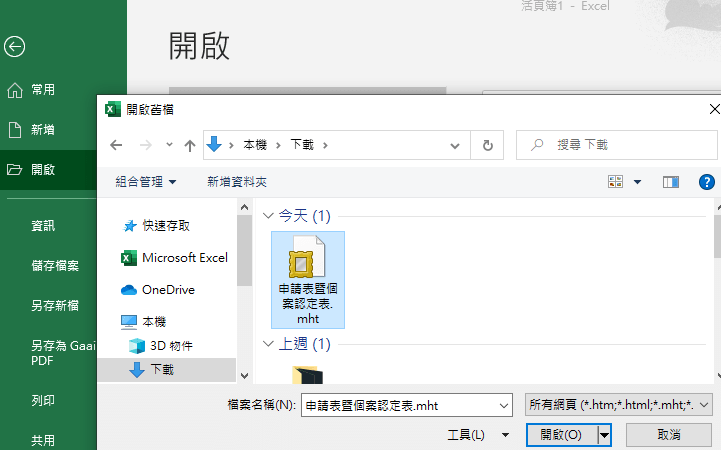 活頁簿1 - Excel
開啟
常用
新增
開啟
資訊
儲存檔案
另存新檔
另存為 Gaai
PDF
列印
共用
開啟舊檔
本機 > 下載 >
搜尋 下載
組合管理
新增資料夾
?
快速存取
Microsoft Excel
OneDrive
本機
3D 物件
下載
今天 (1)
申請表暨個
案認定表.
mht
上週 (1)
檔案名稱(N):
申請表暨個案認定表.mht
所有網頁 (*.htm;*.html;*.mht;*.
工具(L)
開啟(O)
取消